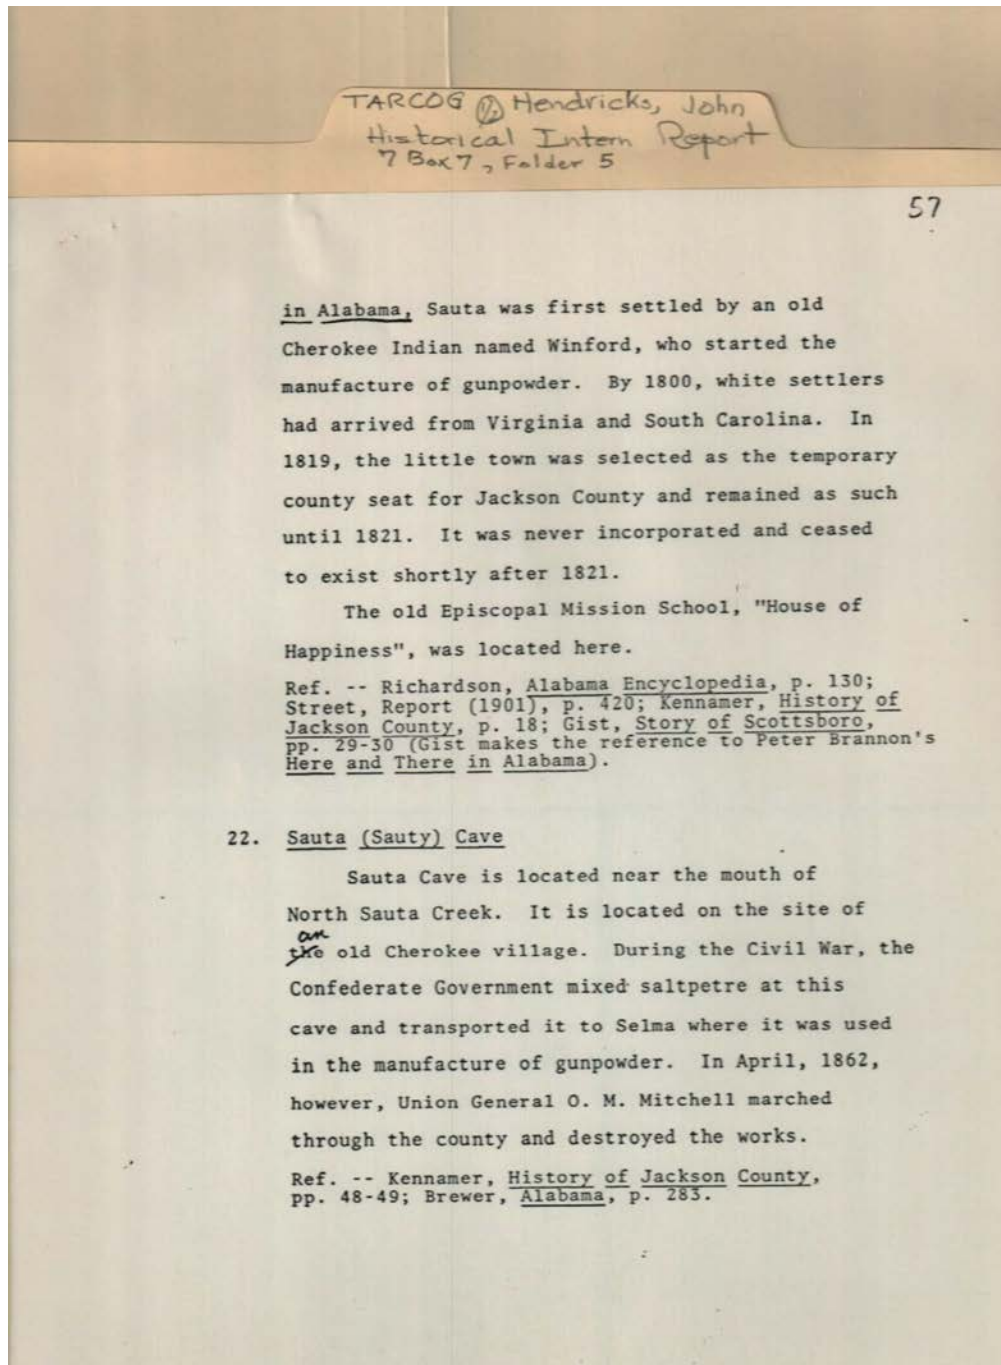 TARCOG 1/2 Hendricks, John
Historical Intern Report
7 Box 7, Folder 5
57
in Alabama, Sauta was first settled by an old
Cherokee Indian named Winford, who started the
manufacture of gunpowder. By 1800, white settlers
had arrived from Virginia and South Carolina. In
1819, the little town was selected as the temporary
county seat for Jackson County and remained as such
until 1821. It was never incorporated and ceased
to exist shortly after 1821.
The old Episcopal Mission School, "House of
Happiness", was located here.
Ref. -- Richardson, Alabama Encyclopedia, p. 130;
Street, Report (1901), p. 420; Kennamer, History of
Jackson County, p. 18; Gist, Story of Scottsboro,
pp. 29-30 (Gist makes the reference to Peter Brannon's
Here and There in Alabama).
22. Sauta (Sauty) Cave
Sauta Cave is located near the mouth of
North Sauta Creek. It is located on the site of
an
the old Cherokee village. During the Civil War, the
Confederate Government mixed saltpetre at this
cave and transported it to Selma where it was used
in the manufacture of gunpowder. In April, 1862,
however, Union General O. M. Mitchell marched
through the county and destroyed the works.
Ref. -- Kennamer, History of Jackson County,
pp. 48-49; Brewer, Alabama, p. 283.